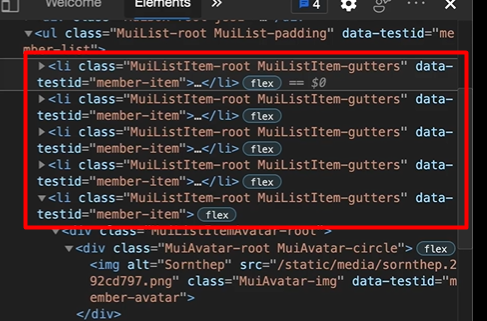 Welcome Elements » 4
<ul class="MuiList-root MuiList-padding" data-testid="me
mber-list">
<li class="MuiListItem-root MuiListItem-gutters" data-
testid="member-item">…</li> flex == $0
<li class="MuiListItem-root MuiListItem-gutters" data-
testid="member-item">…</li> flex
<li class="MuiListItem-root MuiListItem-gutters" data-
testid="member-item">…</li> flex
<li class="MuiListItem-root MuiListItem-gutters" data-
testid="member-item">…</li> flex
<li class="MuiListItem-root MuiListItem-gutters" data-
testid="member-item"> flex
<div class="MuiListItemAvatar-root">
<div class="MuiAvatar-root MuiAvatar-circle"> flex
<img alt="Sornthep" src="/static/media/sornthep.2
92cd797.png" class="MuiAvatar-img" data-testid="m
ember-avatar">
</div>